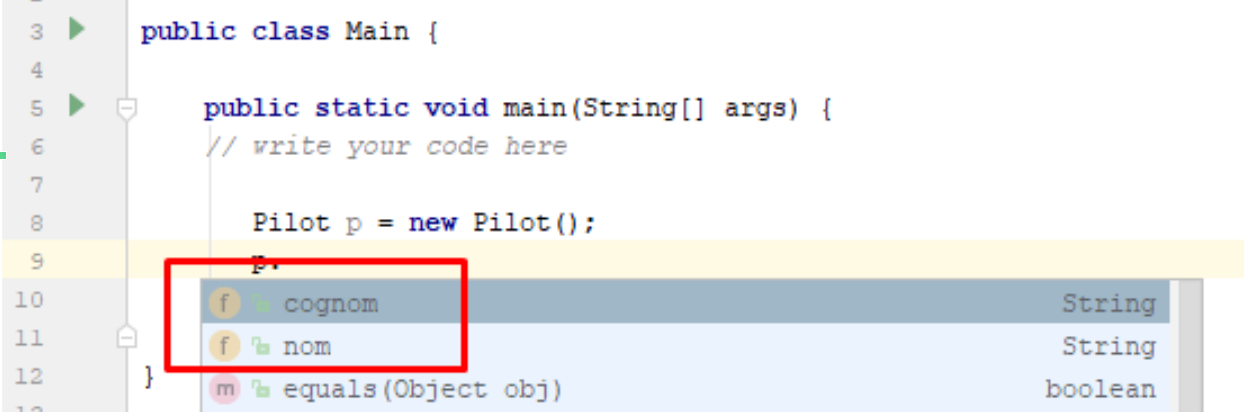 3 public class Main {
4
5 public static void main(String[] args) {
6 // write your code here
7
8 Pilot p = new Pilot();
9 p.
10 f cognom String
11 f nom String
12 }
m equals(Object obj) boolean